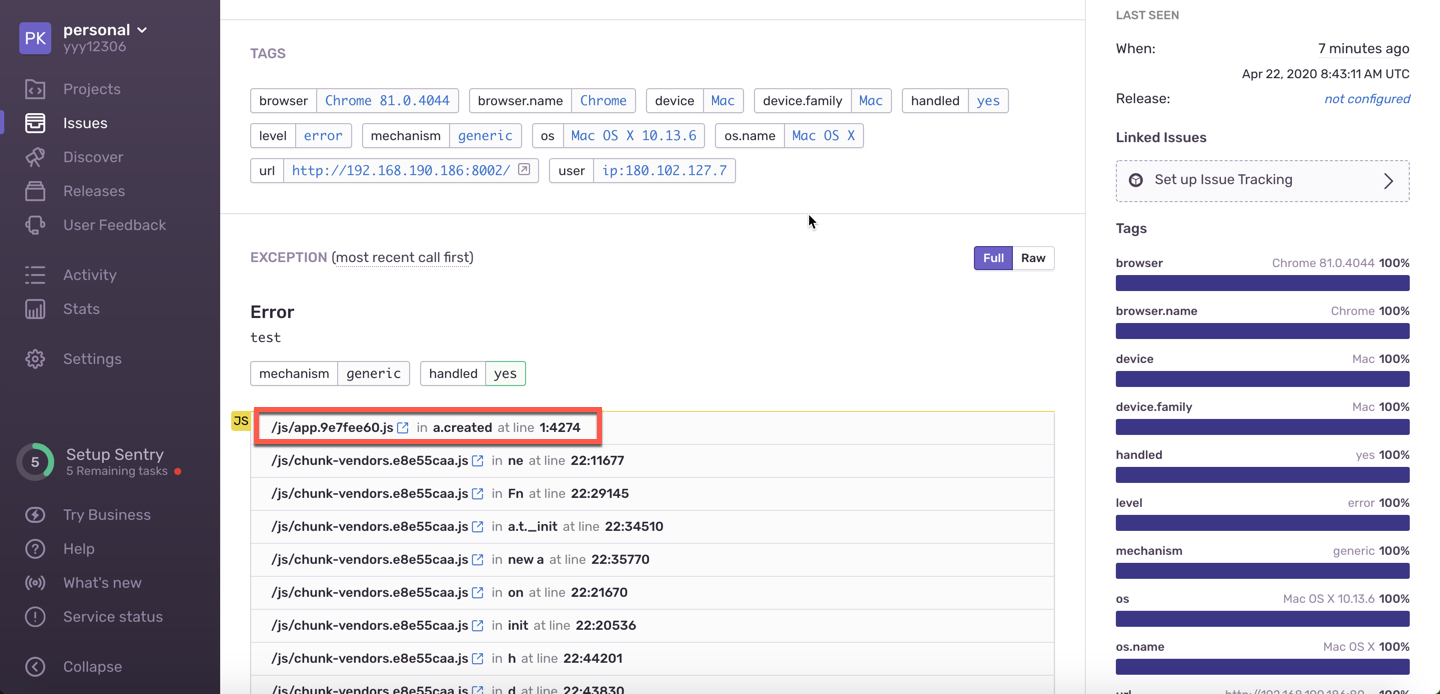 PK
personal
yyy12306
Projects
Issues
Discover
Releases
User Feedback
Activity
Stats
Settings
5
Setup Sentry
5 Remaining tasks
Try Business
Help
What's new
Service status
Collapse
TAGS
browser Chrome 81.0.4044 browser.name Chrome device Mac device.family Mac handled yes
level error mechanism generic os Mac OS X 10.13.6 os.name Mac OS X
url http://192.168.190.186:8002/ user ip:180.102.127.7
EXCEPTION (most recent call first)
Full Raw
Error
test
mechanism generic handled yes
JS
/js/app.9e7fee60.js in a.created at line 1:4274
/js/chunk-vendors.e8e55caa.js in ne at line 22:11677
/js/chunk-vendors.e8e55caa.js in Fn at line 22:29145
/js/chunk-vendors.e8e55caa.js in a.t._init at line 22:34510
/js/chunk-vendors.e8e55caa.js in new a at line 22:35770
/js/chunk-vendors.e8e55caa.js in on at line 22:21670
/js/chunk-vendors.e8e55caa.js in init at line 22:20536
/js/chunk-vendors.e8e55caa.js in h at line 22:44201
/js/chunk-vendors.e8e55caa.js in d at line 22:43830
LAST SEEN
When: 7 minutes ago
Apr 22, 2020 8:43:11 AM UTC
Release: not configured
Linked Issues
Set up Issue Tracking
Tags
browser Chrome 81.0.4044 100%
browser.name Chrome 100%
device Mac 100%
device.family Mac 100%
handled yes 100%
level error 100%
mechanism generic 100%
os Mac OS X 10.13.6 100%
os.name Mac OS X 100%
url http://192.168.190.186:80... 100%